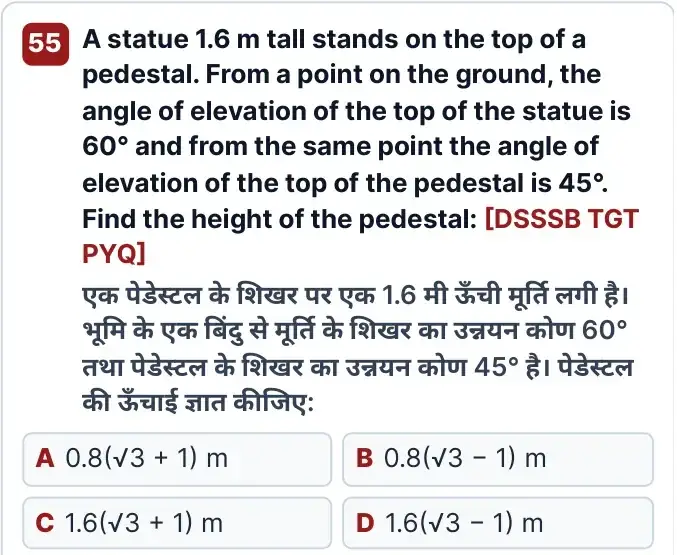 55 A statue 1.6 m tall stands on the top of a
pedestal. From a point on the ground, the
angle of elevation of the top of the statue is
60° and from the same point the angle of
elevation of the top of the pedestal is 45°.
Find the height of the pedestal: [DSSSB TGT
PYQ]
एक पेडेस्टल के शिखर पर एक 1.6 मी ऊँची मूर्ति लगी है।
भूमि के एक बिंदु से मूर्ति के शिखर का उन्नयन कोण 60°
तथा पेडेस्टल के शिखर का उन्नयन कोण 45° है। पेडेस्टल
की ऊँचाई ज्ञात कीजिए:
A 0.8(√3 + 1) m
B 0.8(√3 − 1) m
C 1.6(√3 + 1) m
D 1.6(√3 − 1) m